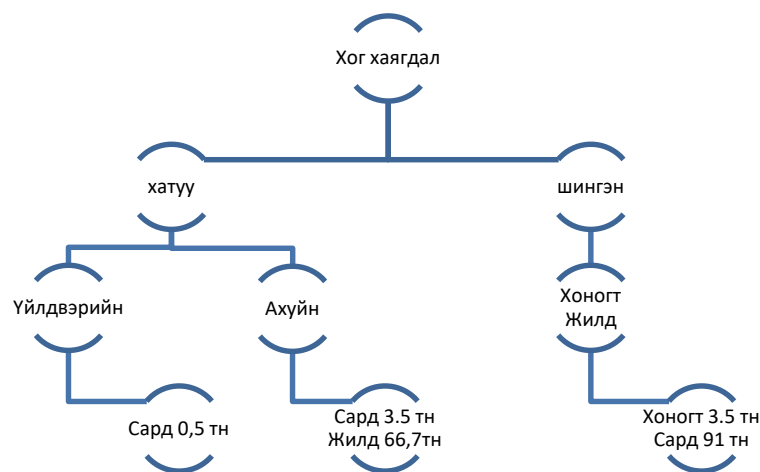 Хог хаягдал
хатуу
шингэн
Үйлдвэрийн
Ахуйн
Хоногт
Жилд
Сард 0,5 тн
Сард 3.5 тн
Жилд 66,7тн
Хоногт 3.5 тн
Сард 91 тн